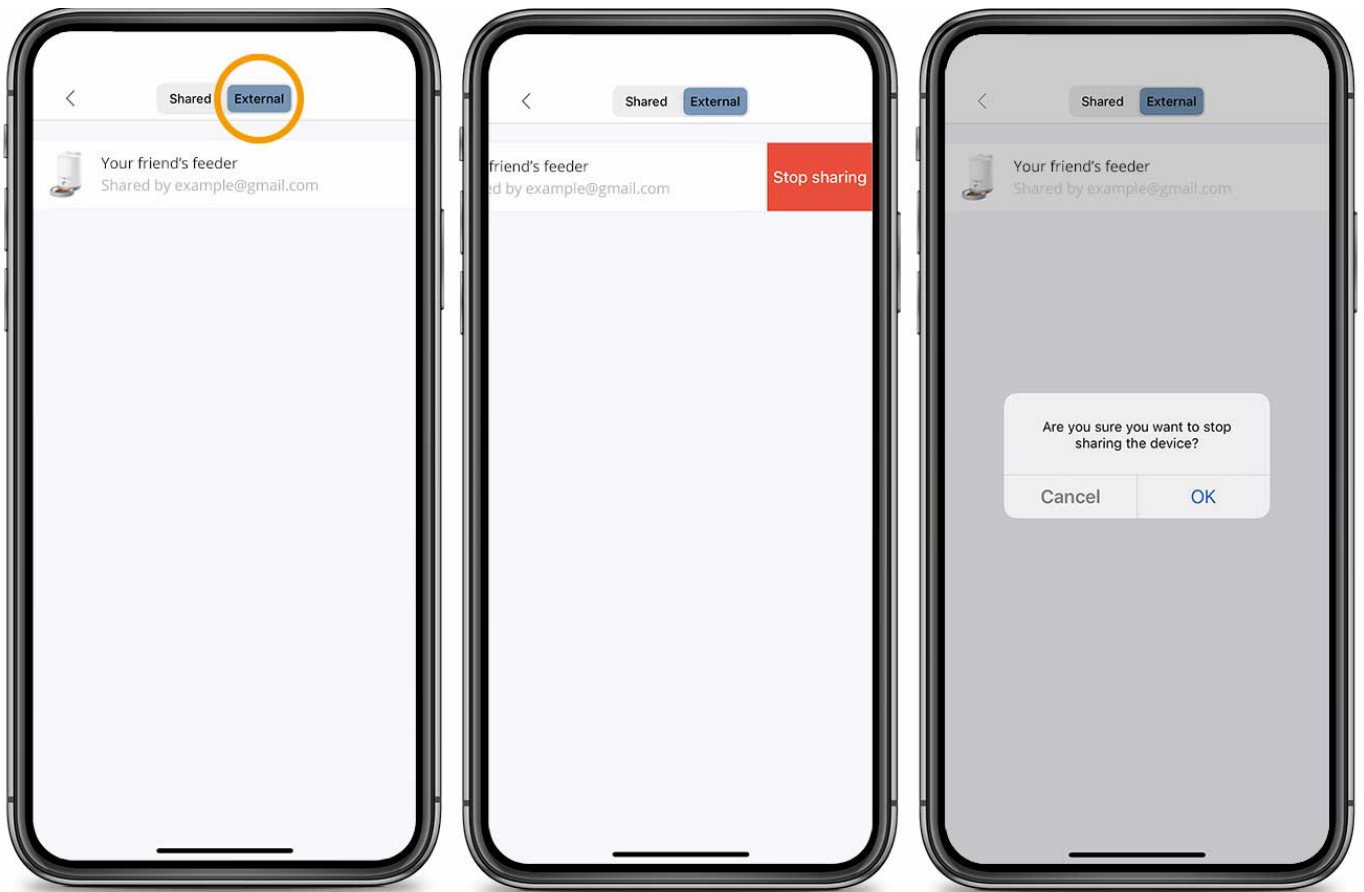 Shared External
Your friend's feeder
Shared by example@gmail.com
Shared External
friend's feeder
ed by example@gmail.com
Stop sharing
Shared External
Your friend's feeder
Shared by example@gmail.com
Are you sure you want to stop
sharing the device?
Cancel OK